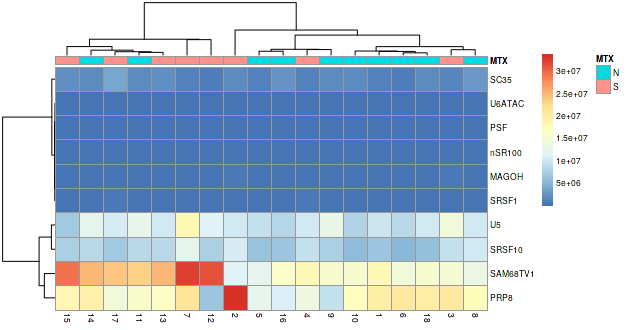 MTX
MTX
N
S
SC35
U6ATAC
PSF
nSR100
MAGOH
SRSF1
U5
SRSF10
SAM68TV1
PRP8
3e+07
2.5e+07
2e+07
1.5e+07
1e+07
5e+06
15 14 17 11 13 7 12 2 5 16 4 9 10 1 6 18 3 8